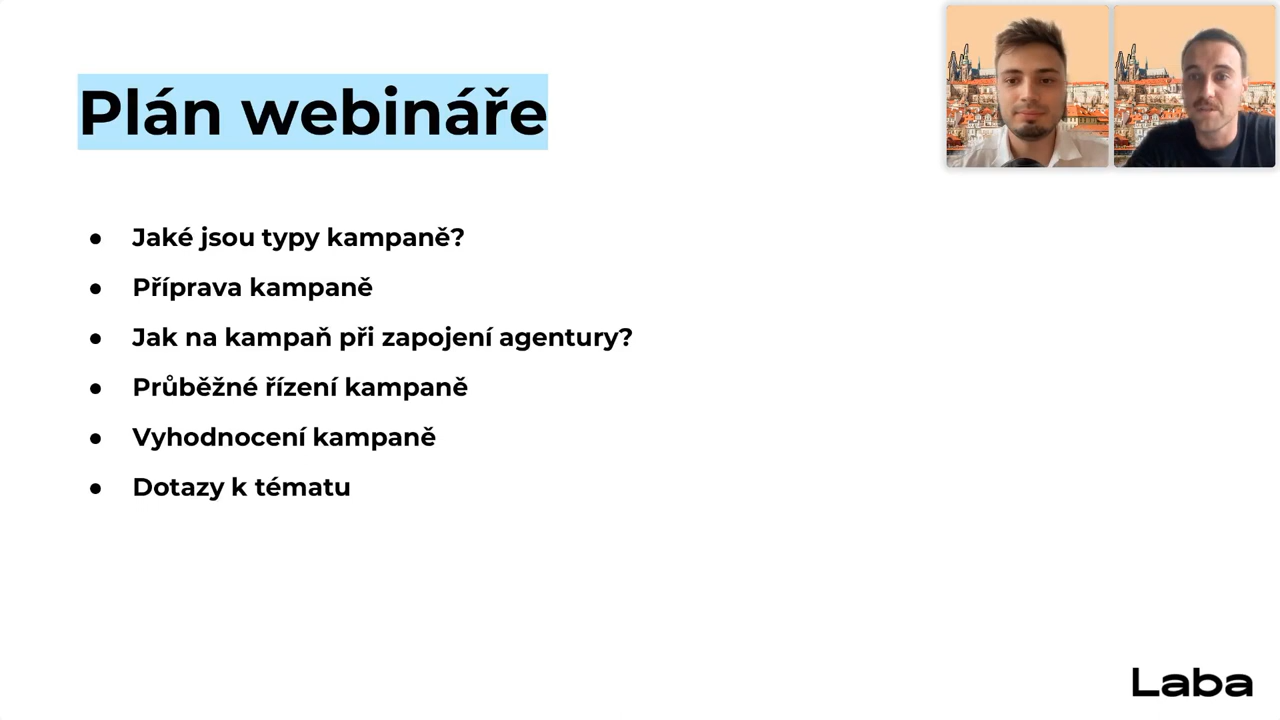 Plán webináře
● Jaké jsou typy kampaně?
● Příprava kampaně
● Jak na kampaň při zapojení agentury?
● Průběžné řízení kampaně
● Vyhodnocení kampaně
● Dotazy k tématu
Laba